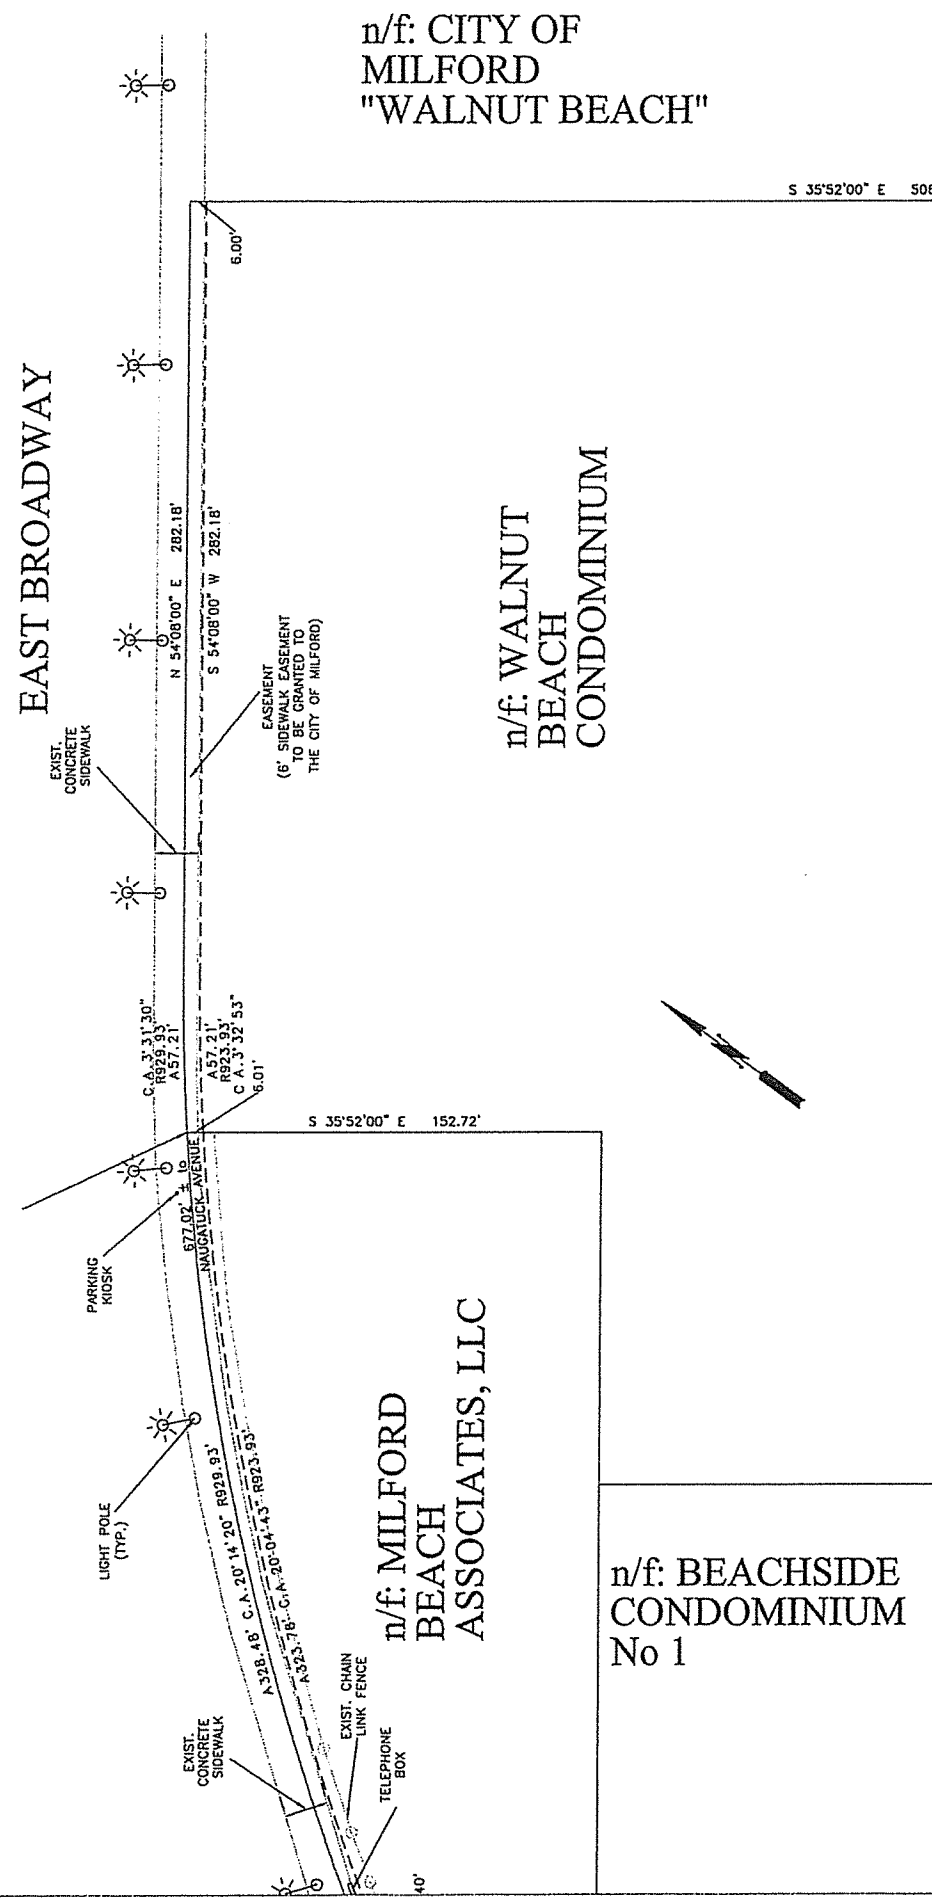 n/f: CITY OF
MILFORD
"WALNUT BEACH"
S 35°52'00" E 508
6.00'
EAST BROADWAY
N 54°08'00" E 282.18'
S 54°08'00" W 282.18'
n/f: WALNUT
BEACH
CONDOMINIUM
EASEMENT
(6' SIDEWALK EASEMENT
TO BE GRANTED TO
THE CITY OF MILFORD)
EXIST.
CONCRETE
SIDEWALK
C.A.3°31'30"
R929.93'
A57.21'
A57.21'
R923.93'
C A.3°32'53"
6.01'
S 35°52'00" E 152.72'
677.02' ± to
NAUGATUCK AVENUE
PARKING
KIOSK
LIGHT POLE
(TYP.)
A328.48' C.A.20°14'20" R929.93'
A323.78' C.A.20°04'43" R923.93'
n/f: MILFORD
BEACH
ASSOCIATES, LLC
n/f: BEACHSIDE
CONDOMINIUM
No 1
EXIST.
CONCRETE
SIDEWALK
EXIST. CHAIN
LINK FENCE
TELEPHONE
BOX
40'